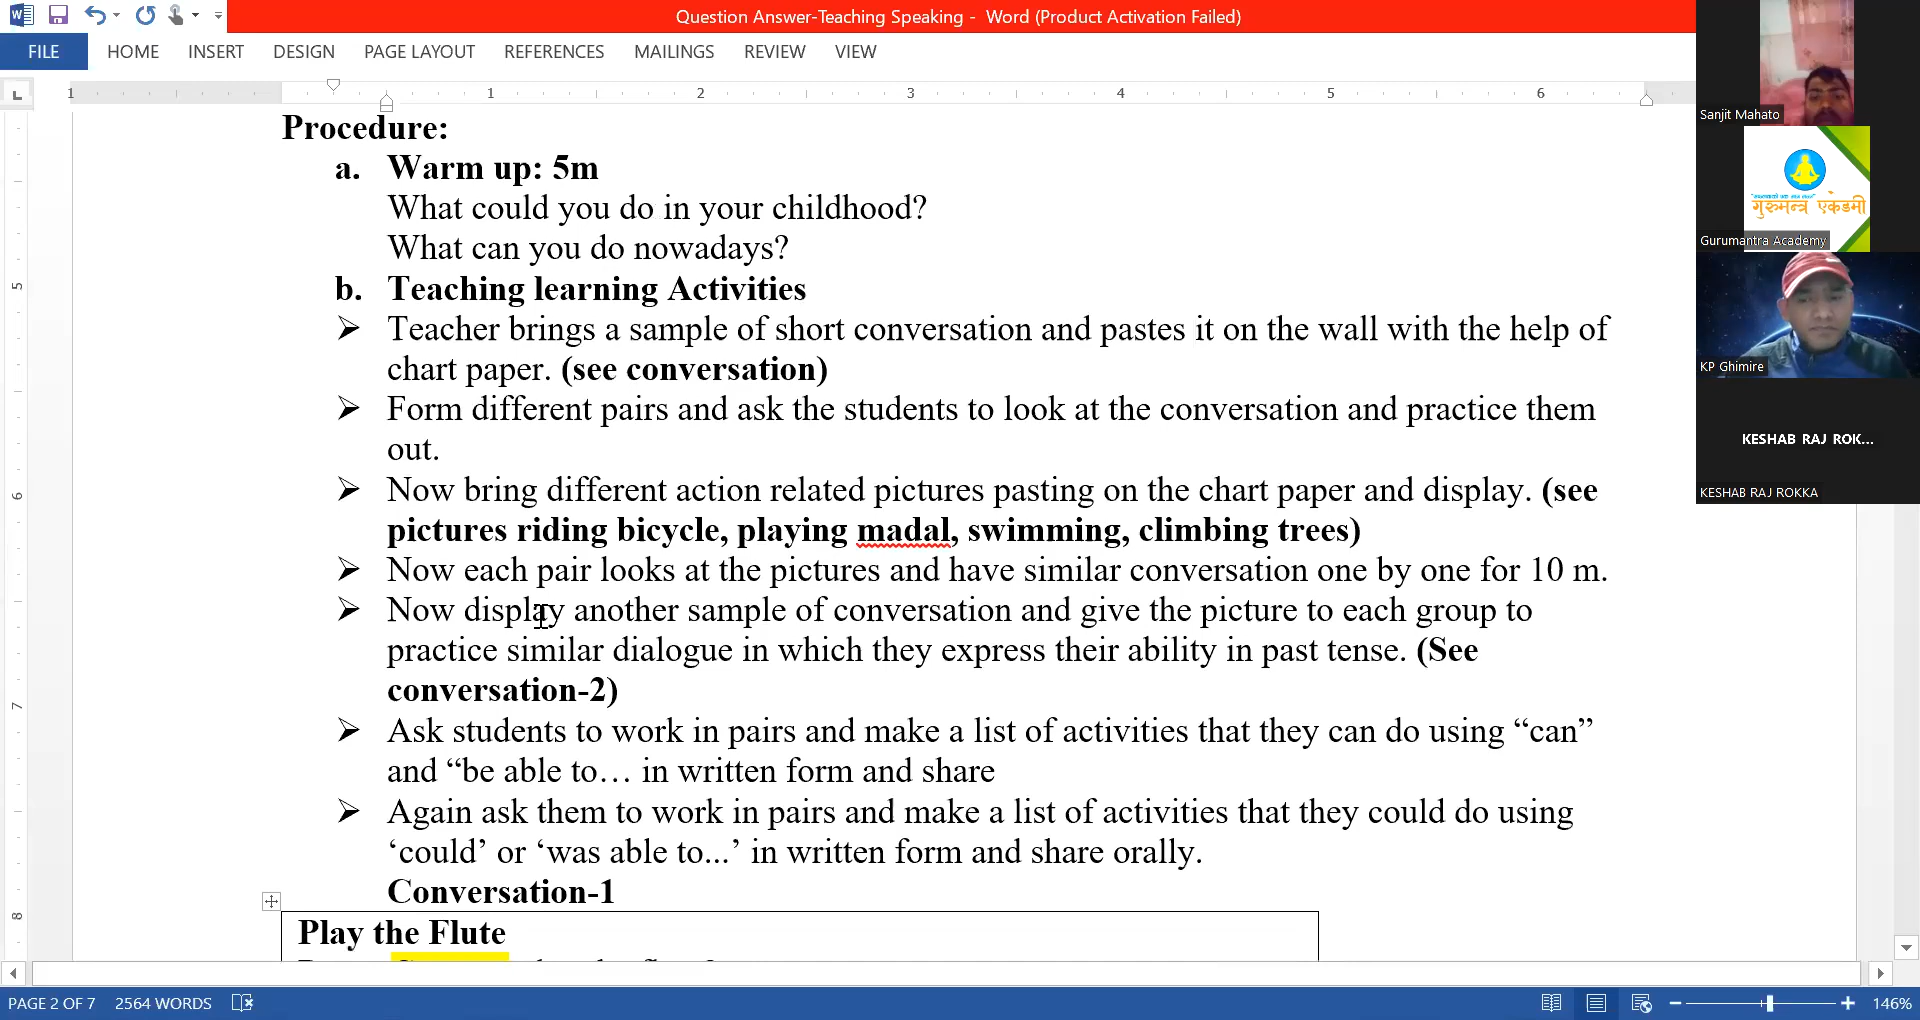 Question Answer-Teaching Speaking - Word (Product Activation Failed)
FILE HOME INSERT DESIGN PAGE LAYOUT REFERENCES MAILINGS REVIEW VIEW
1 1 2 3 4 5 6
Procedure:
a. Warm up: 5m
What could you do in your childhood?
What can you do nowadays?
b. Teaching learning Activities
➢ Teacher brings a sample of short conversation and pastes it on the wall with the help of
chart paper. (see conversation)
➢ Form different pairs and ask the students to look at the conversation and practice them
out.
➢ Now bring different action related pictures pasting on the chart paper and display. (see
pictures riding bicycle, playing madal, swimming, climbing trees)
➢ Now each pair looks at the pictures and have similar conversation one by one for 10 m.
➢ Now display another sample of conversation and give the picture to each group to
practice similar dialogue in which they express their ability in past tense. (See
conversation-2)
➢ Ask students to work in pairs and make a list of activities that they can do using “can”
and “be able to… in written form and share
➢ Again ask them to work in pairs and make a list of activities that they could do using
‘could’ or ‘was able to...’ in written form and share orally.
Conversation-1
Play the Flute
5
6
7
8
Sanjit Mahato
गुरुमन्त्र एकेडमी
Gurumantra Academy
KP Ghimire
KESHAB RAJ ROK...
KESHAB RAJ ROKKA
PAGE 2 OF 7 2564 WORDS 146%